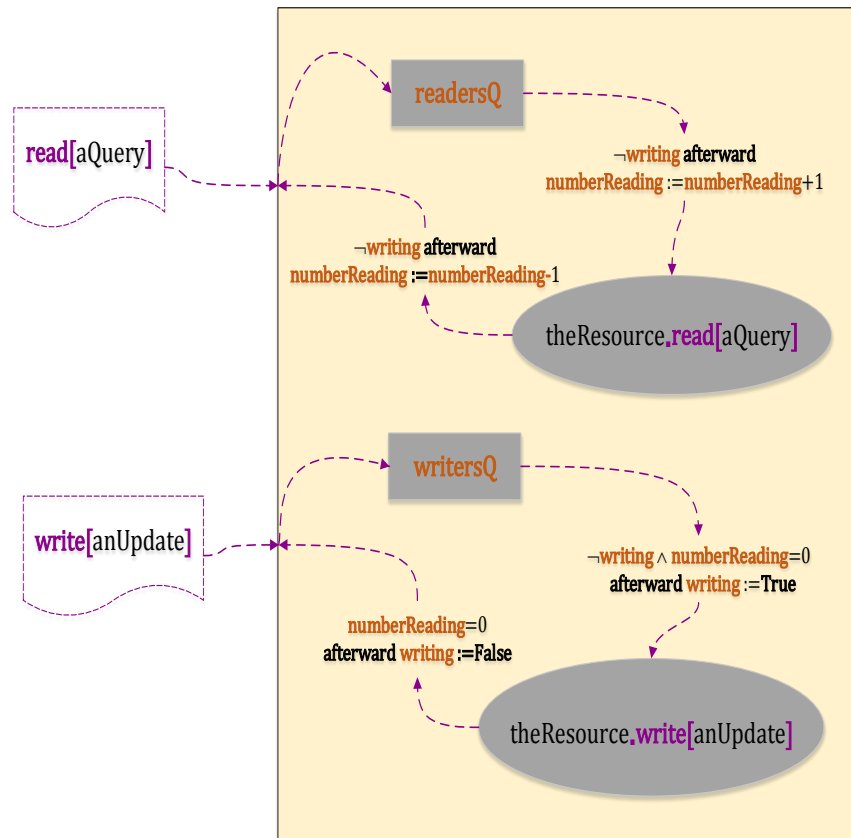 readersQ
read[aQuery]
¬writing afterward
numberReading :=numberReading+1
¬writing afterward
numberReading :=numberReading-1
theResource.read[aQuery]
writersQ
write[anUpdate]
¬writing ∧ numberReading=0
afterward writing :=True
numberReading=0
afterward writing :=False
theResource.write[anUpdate]